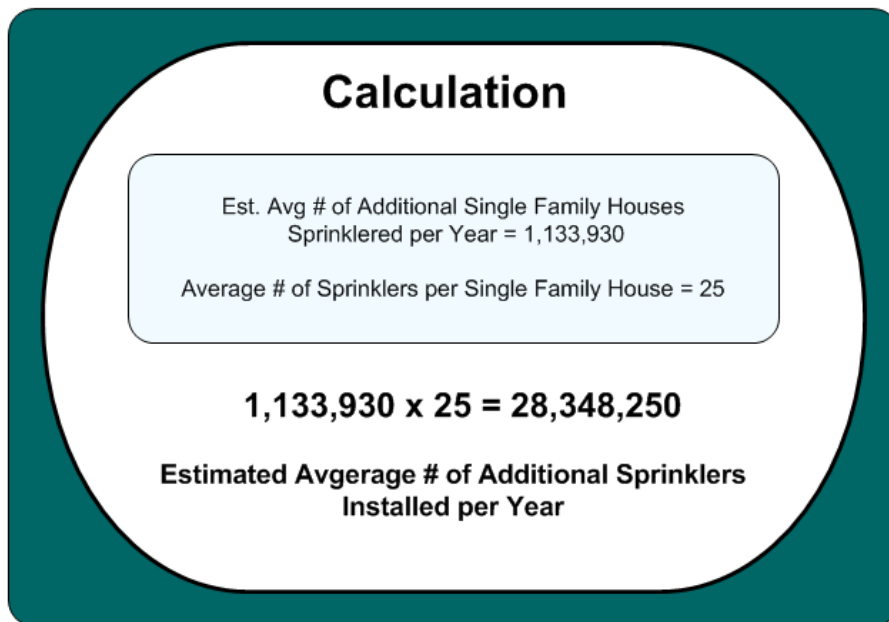 Calculation
Est. Avg # of Additional Single Family Houses
Sprinklered per Year = 1,133,930
Average # of Sprinklers per Single Family House = 25
1,133,930 x 25 = 28,348,250
Estimated Avgerage # of Additional Sprinklers
Installed per Year